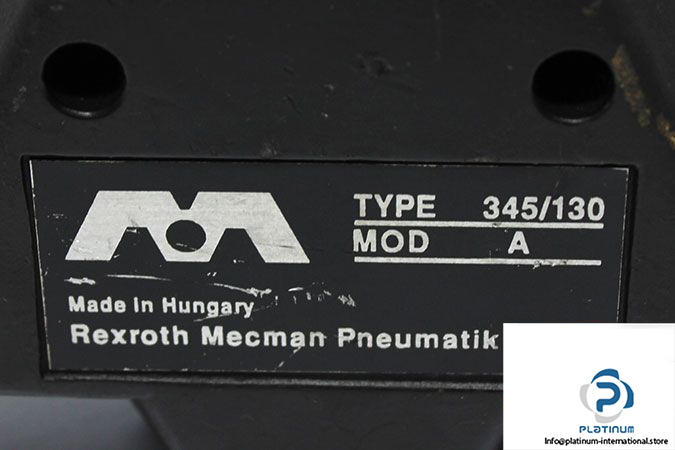 TYPE 345/130
MOD A
Made in Hungary
Rexroth Mecman Pneumatik
PLATINUM
Info@platinum-international.store